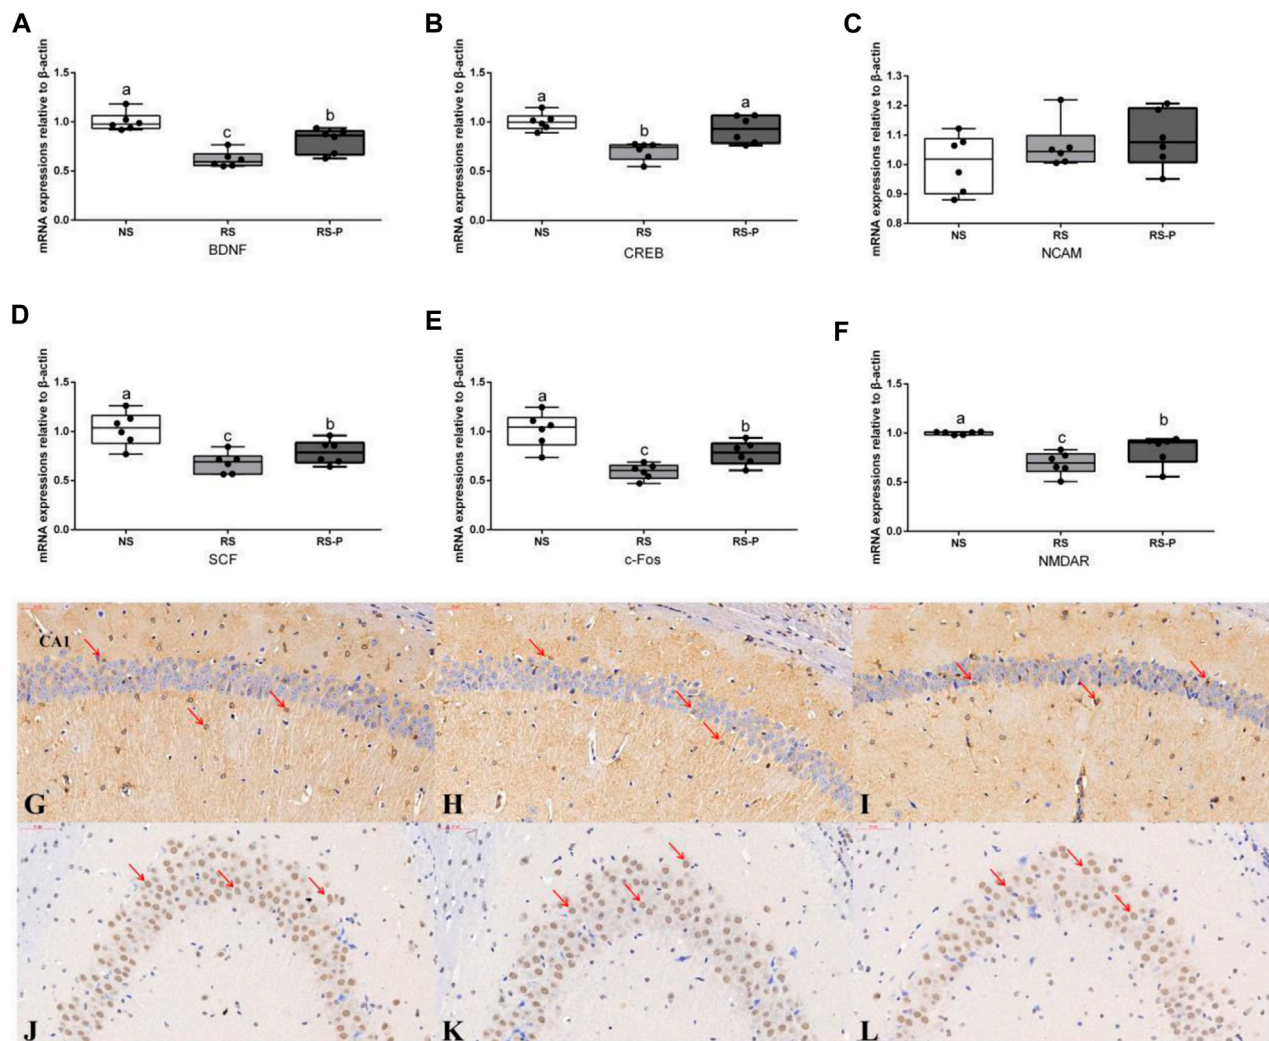 A
mRNA expressions relative to β-actin
1.5
1.0
0.5
0.0
a
c
b
NS
RS
RS-P
BDNF
B
mRNA expressions relative to β-actin
1.5
1.0
0.5
0.0
a
b
a
NS
RS
RS-P
CREB
C
mRNA expressions relative to β-actin
1.3
1.2
1.1
1.0
0.9
0.8
NS
RS
RS-P
NCAM
D
mRNA expressions relative to β-actin
1.5
1.0
0.5
0.0
a
c
b
NS
RS
RS-P
SCF
E
mRNA expressions relative to β-actin
1.5
1.0
0.5
0.0
a
c
b
NS
RS
RS-P
c-Fos
F
mRNA expressions relative to β-actin
1.5
1.0
0.5
0.0
a
c
b
NS
RS
RS-P
NMDAR
CA1
G
H
I
J
K
L